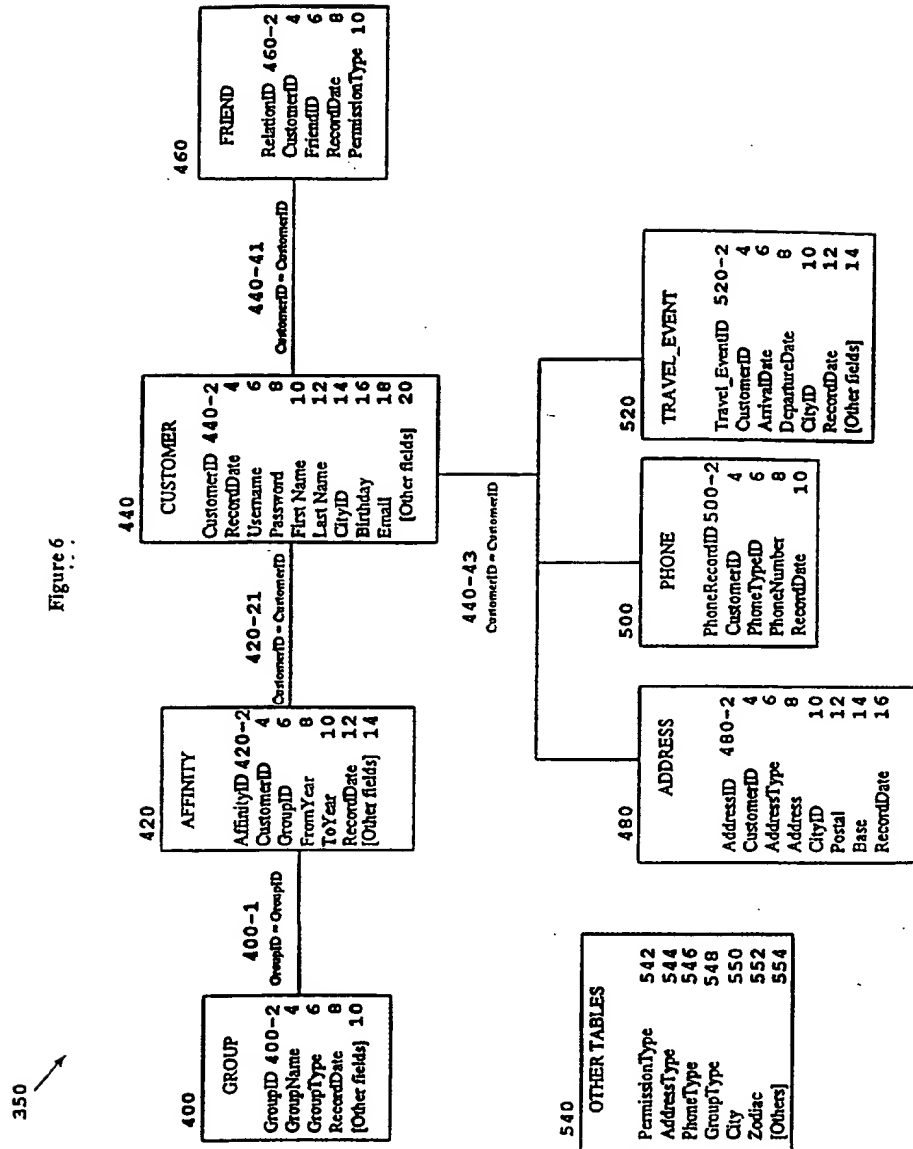 Figure 6
350
400
GROUP
GroupID 400-2
GroupName 4
GroupType 6
RecordDate 8
[Other fields] 10
400-1
GroupID = GroupID
420
AFFINITY
AffinityID 420-2
CustomerID 4
GroupID 6
FromYear 8
ToYear 10
RecordDate 12
[Other fields] 14
420-21
CustomerID = CustomerID
440
CUSTOMER
CustomerID 440-2
RecordDate 4
Username 6
Password 8
First Name 10
Last Name 12
CityID 14
Birthday 16
Email 18
[Other fields] 20
440-41
CustomerID = CustomerID
460
FRIEND
RelationID 460-2
CustomerID 4
FriendID 6
RecordDate 8
PermissionType 10
440-43
CustomerID = CustomerID
540
OTHER TABLES
PermissionType 542
AddressType 544
PhoneType 546
GroupType 548
City 550
Zodiac 552
[Others] 554
480
ADDRESS
AddressID 480-2
CustomerID 4
AddressType 6
Address 8
CityID 10
Postal 12
Base 14
RecordDate 16
500
PHONE
PhoneRecordID 500-2
CustomerID 4
PhoneTypeID 6
PhoneNumber 8
RecordDate 10
520
TRAVEL_EVENT
Travel_EventID 520-2
CustomerID 4
ArrivalDate 6
DepartureDate 8
CityID 10
RecordDate 12
[Other fields] 14